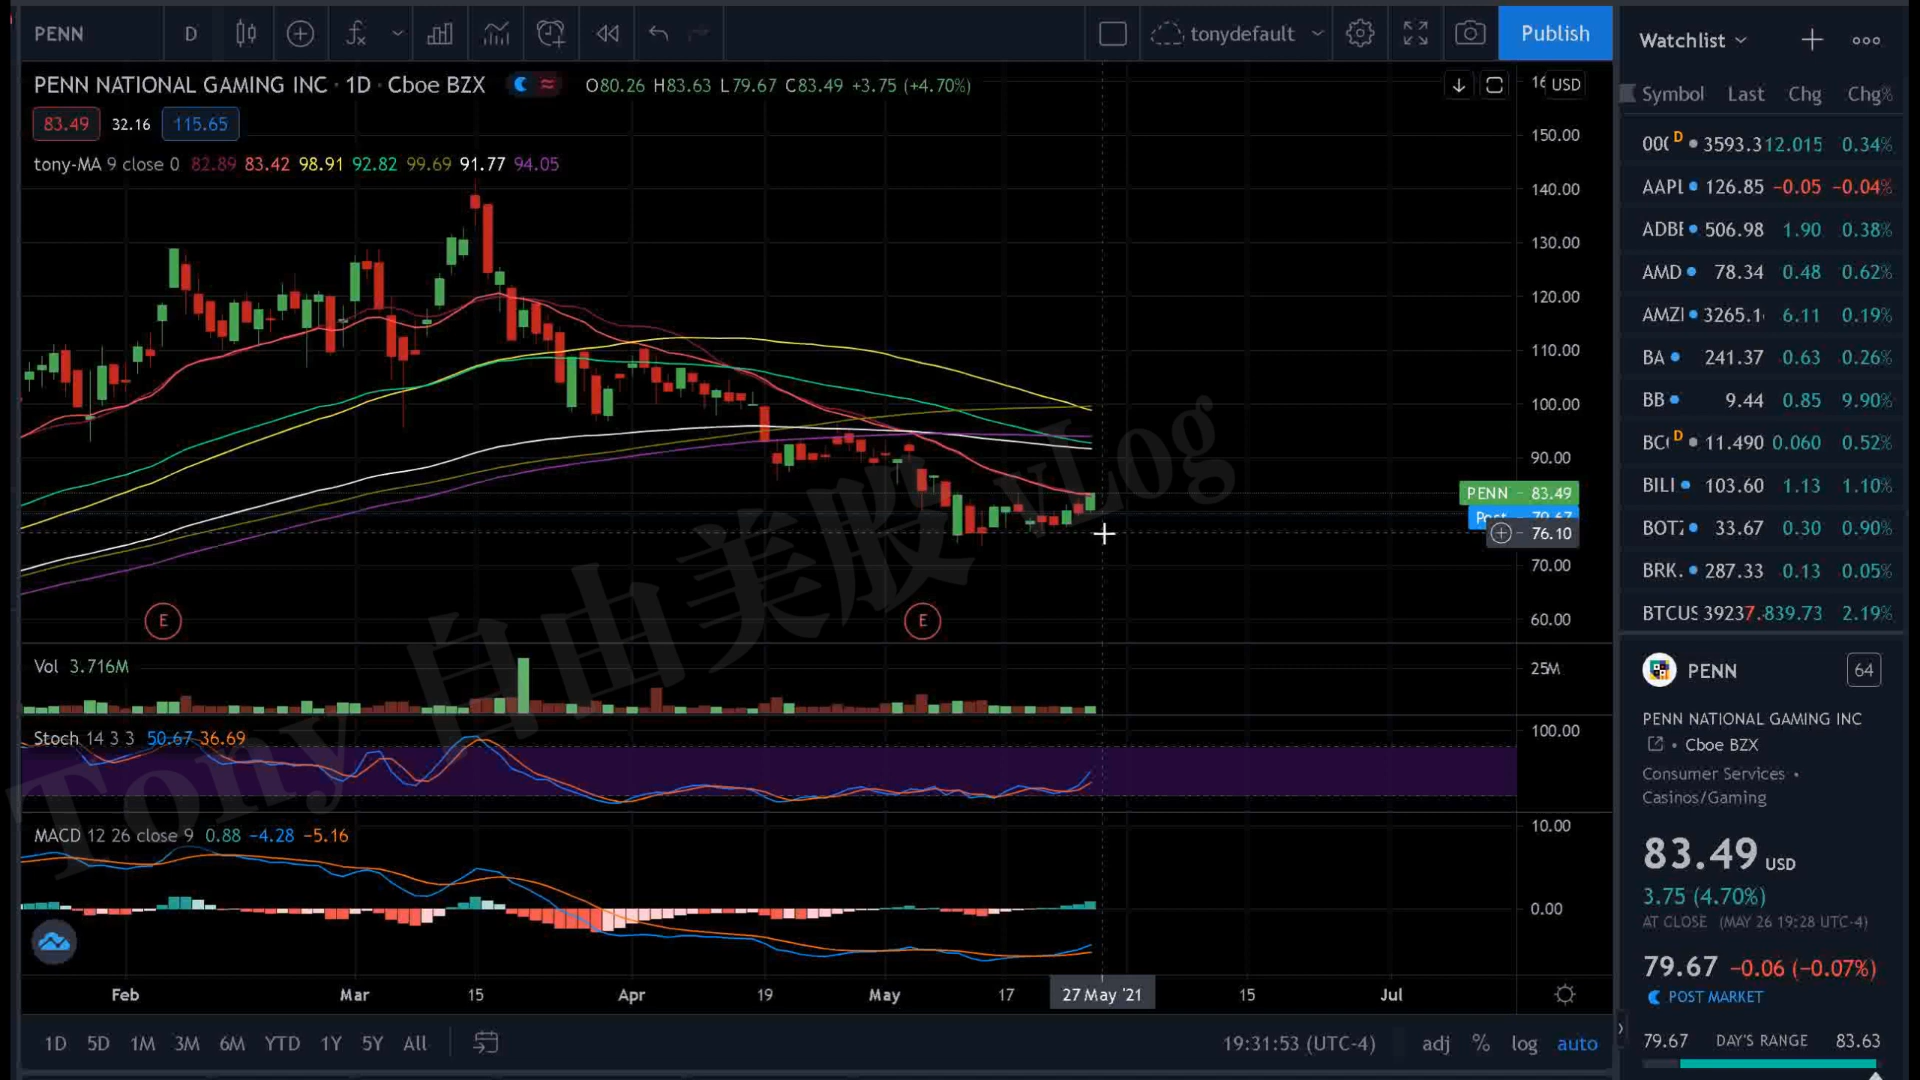 PENN D fx tonydefault Publish
PENN NATIONAL GAMING INC · 1D · Cboe BZX O80.26 H83.63 L79.67 C83.49 +3.75 (+4.70%)
83.49 32.16 115.65
tony-MA 9 close 0 82.89 83.42 98.91 92.82 99.69 91.77 94.05
USD
150.00
140.00
130.00
120.00
110.00
100.00
90.00
PENN - 83.49
76.10
70.00
60.00
E E
Vol 3.716M
25M
Stoch 14 3 3 50.67 36.69
100.00
MACD 12 26 close 9 0.88 -4.28 -5.16
10.00
0.00
Feb Mar 15 Apr 19 May 17 27 May '21 15 Jul
1D 5D 1M 3M 6M YTD 1Y 5Y All 19:31:53 (UTC-4) adj % log auto
Tony 自由美股 vLog
Watchlist
Symbol Last Chg Chg%
D 3593.3 12.015 0.34%
AAPL 126.85 -0.05 -0.04%
ADBE 506.98 1.90 0.38%
AMD 78.34 0.48 0.62%
AMZN 3265.1 6.11 0.19%
BA 241.37 0.63 0.26%
BB 9.44 0.85 9.90%
D 11.490 0.060 0.52%
BILI 103.60 1.13 1.10%
BOTZ 33.67 0.30 0.90%
BRK. 287.33 0.13 0.05%
BTCUS 39237. 839.73 2.19%
PENN 64
PENN NATIONAL GAMING INC
• Cboe BZX
Consumer Services •
Casinos/Gaming
83.49 USD
3.75 (4.70%)
AT CLOSE (MAY 26 19:28 UTC-4)
79.67 -0.06 (-0.07%)
POST MARKET
79.67 DAY'S RANGE 83.63